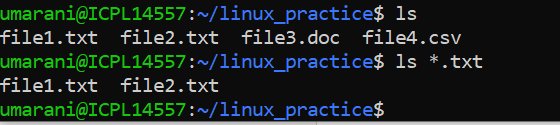 umarani@ICPL14557:~/linux_practice$ ls
file1.txt  file2.txt  file3.doc  file4.csv
umarani@ICPL14557:~/linux_practice$ ls *.txt
file1.txt  file2.txt
umarani@ICPL14557:~/linux_practice$